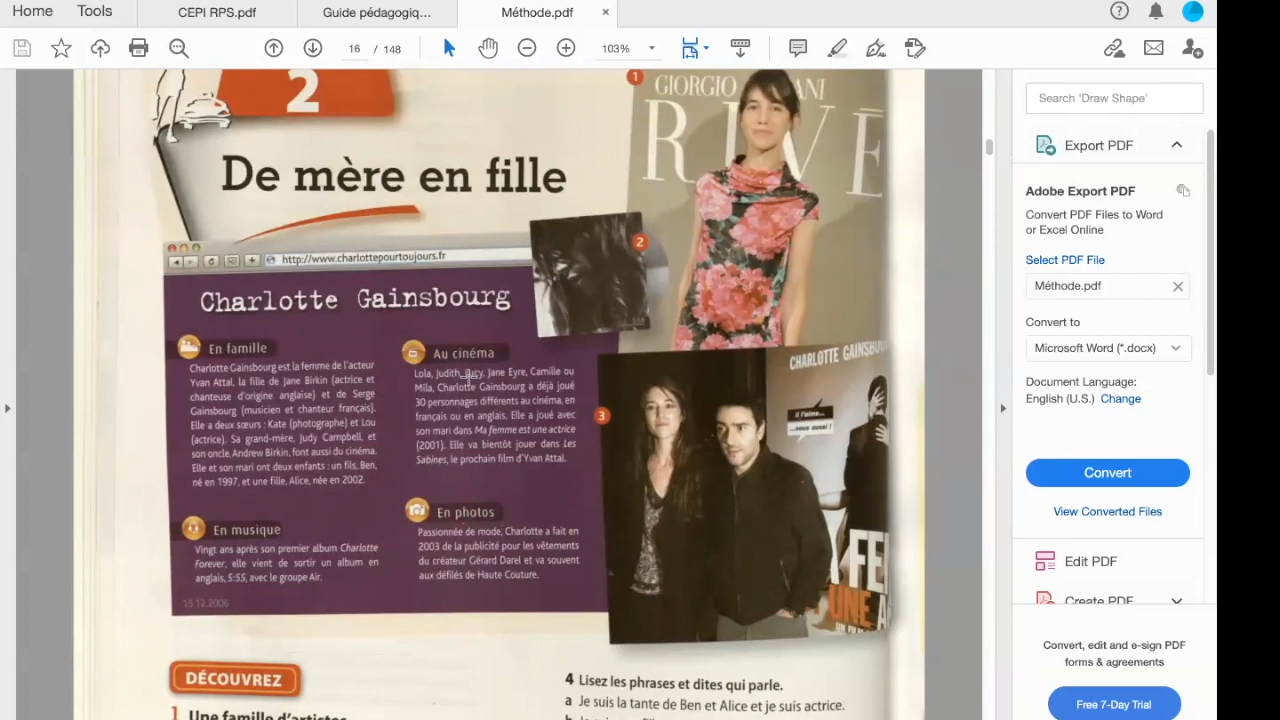 Home
Tools
CEPI RPS.pdf
Guide pédagogiq...
Méthode.pdf
×
16
/ 148
103%
2
De mère en fille
1
GIORGIO
RIVE
2
http://www.charlottepourtoujours.fr
Charlotte Gainsbourg
En famille
Charlotte Gainsbourg est la femme de l'acteur
Yvan Attal, la fille de Jane Birkin (actrice et
chanteuse d'origine anglaise) et de Serge
Gainsbourg (musicien et chanteur français).
Elle a deux sœurs : Kate (photographe) et Lou
(actrice). Sa grand-mère, Judy Campbell, et
son oncle, Andrew Birkin, font aussi du cinéma.
Elle et son mari ont deux enfants : un fils, Ben,
né en 1997, et une fille, Alice, née en 2002.
Au cinéma
Lola, Judith, Lucy, Jane Eyre, Camille ou
Mila, Charlotte Gainsbourg a déjà joué
30 personnages différents au cinéma, en
français ou en anglais. Elle a joué avec
son mari dans Ma femme est une actrice
(2001). Elle va bientôt jouer dans Les
Sabines, le prochain film d'Yvan Attal.
En musique
Vingt ans après son premier album Charlotte
Forever, elle vient de sortir un album en
anglais, 5:55, avec le groupe Air.
15.12.2006
En photos
Passionnée de mode, Charlotte a fait en
2003 de la publicité pour les vêtements
du créateur Gérard Darel et va souvent
aux défilés de Haute Couture.
3
CHARLOTTE GAINSBOU
il l'aime...
...nous aussi !
FE
UNE A
DÉCOUVREZ
1 Une famille d'artistes
4 Lisez les phrases et dites qui parle.
a Je suis la tante de Ben et Alice et je suis actrice.
Search 'Draw Shape'
Export PDF
Adobe Export PDF
Convert PDF Files to Word
or Excel Online
Select PDF File
Méthode.pdf
Convert to
Microsoft Word (*.docx)
Document Language:
English (U.S.) Change
Convert
View Converted Files
Edit PDF
Create PDF
Convert, edit and e-sign PDF
forms & agreements
Free 7-Day Trial